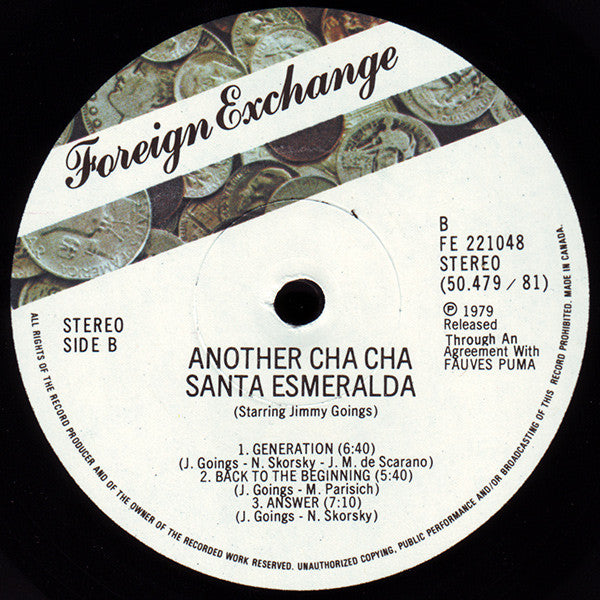 Foreign Exchange
B
FE 221048
STEREO
(50.479 / 81)
℗ 1979
Released
Through An
Agreement With
FAUVES PUMA
STEREO
SIDE B
ANOTHER CHA CHA
SANTA ESMERALDA
(Starring Jimmy Goings)
1. GENERATION (6:40)
(J. Goings - N. Skorsky - J. M. de Scarano)
2. BACK TO THE BEGINNING (5:40)
(J. Goings - M. Parisich)
3. ANSWER (7:10)
(J. Goings - N. Skorsky)
ALL RIGHTS OF THE RECORD PRODUCER AND OF THE OWNER OF THE RECORDED WORK RESERVED. UNAUTHORIZED COPYING, PUBLIC PERFORMANCE AND/OR BROADCASTING OF THIS RECORD PROHIBITED. MADE IN CANADA.